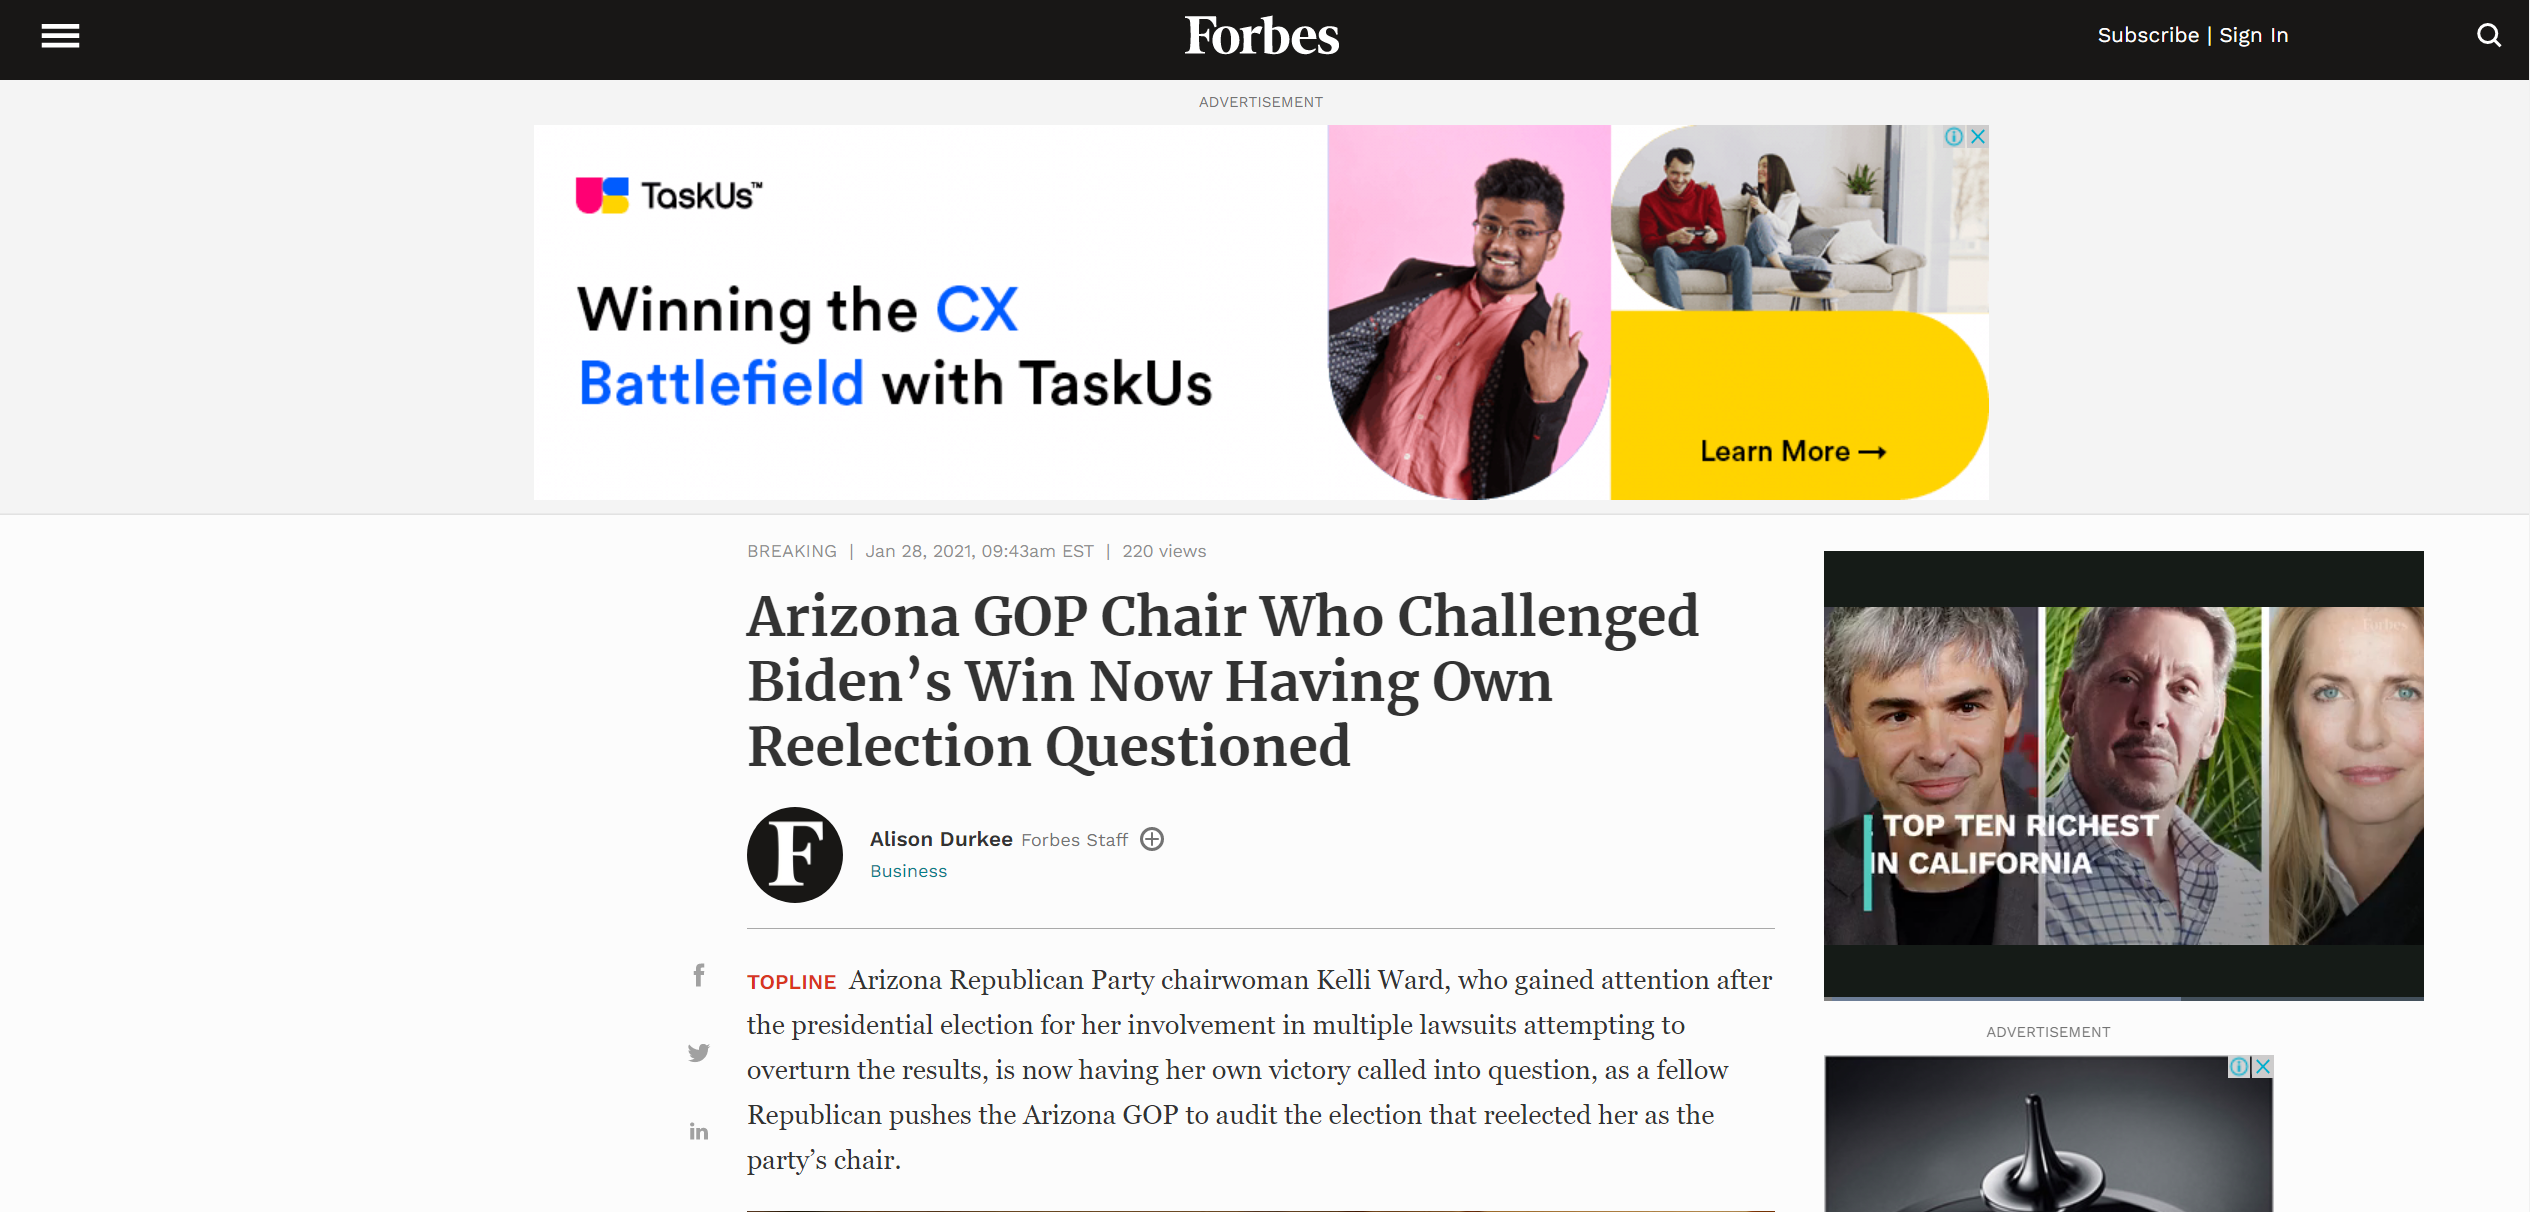 Forbes
Subscribe | Sign In
ADVERTISEMENT
TaskUs™
Winning the CX
Battlefield with TaskUs
Learn More →
BREAKING | Jan 28, 2021, 09:43am EST | 220 views
Arizona GOP Chair Who Challenged
Biden’s Win Now Having Own
Reelection Questioned
F
Alison Durkee Forbes Staff
Business
TOPLINE Arizona Republican Party chairwoman Kelli Ward, who gained attention after
the presidential election for her involvement in multiple lawsuits attempting to
overturn the results, is now having her own victory called into question, as a fellow
Republican pushes the Arizona GOP to audit the election that reelected her as the
party’s chair.
Forbes
TOP TEN RICHEST
IN CALIFORNIA
ADVERTISEMENT